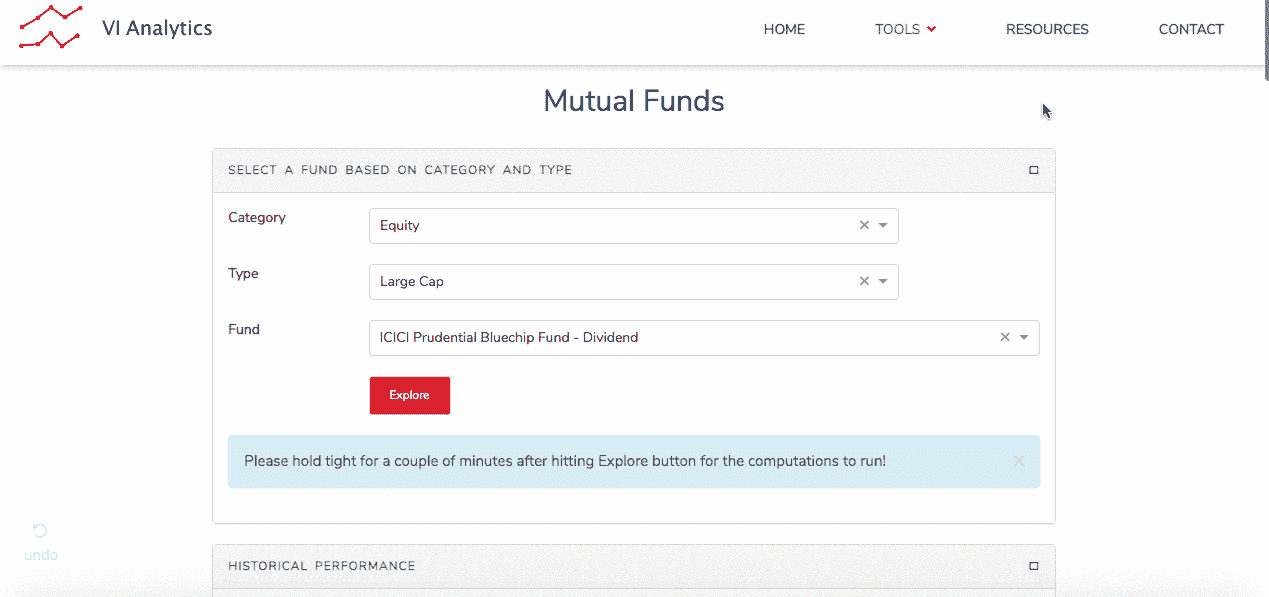 VI Analytics
HOME
TOOLS
RESOURCES
CONTACT
Mutual Funds
SELECT A FUND BASED ON CATEGORY AND TYPE
Category
Equity
Type
Large Cap
Fund
ICICI Prudential Bluechip Fund - Dividend
Explore
Please hold tight for a couple of minutes after hitting Explore button for the computations to run!
X
undo
HISTORICAL PERFORMANCE